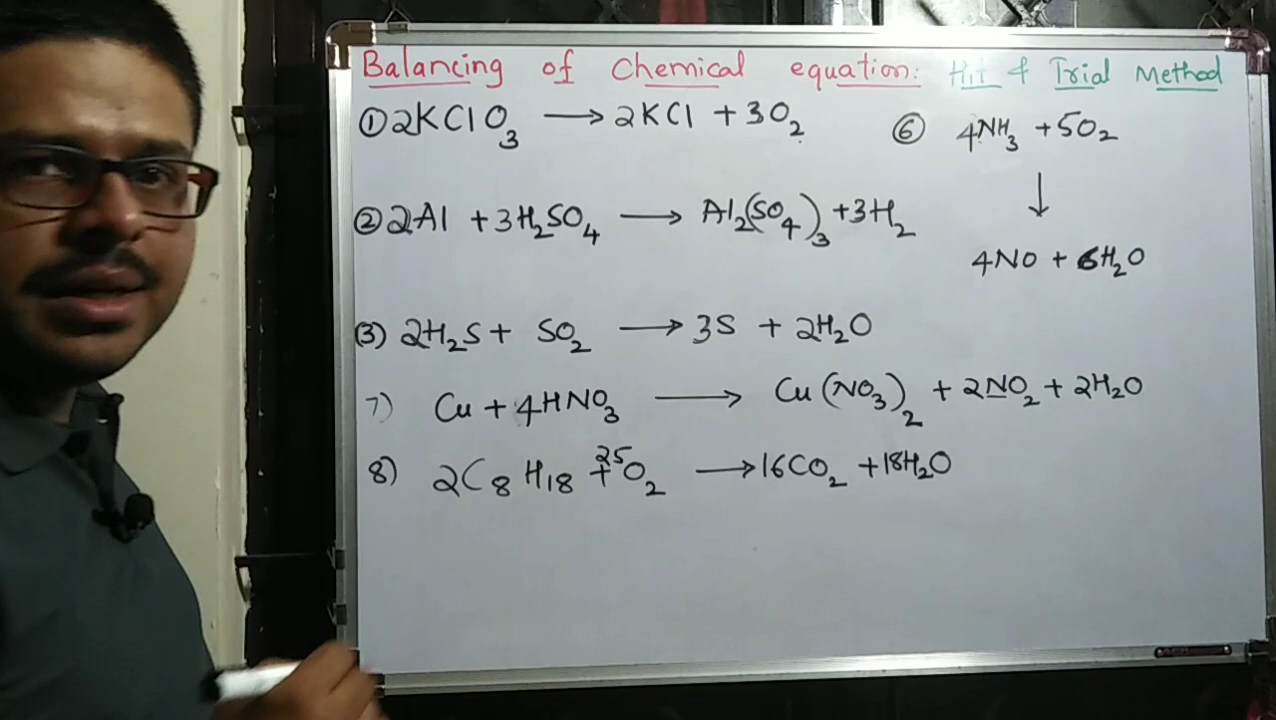 Balancing of Chemical equation: Hit & Trial Method
① 2KClO₃ ⟶ 2KCl + 3O₂
② 2Al + 3H₂SO₄ ⟶ Al₂(SO₄)₃ + 3H₂
(3) 2H₂S + SO₂ ⟶ 3S + 2H₂O
⑥ 4NH₃ + 5O₂
↓
4NO + 6H₂O
7) Cu + 4HNO₃ ⟶ Cu(NO₃)₂ + 2NO₂ + 2H₂O
8) 2C₈H₁₈ + 25O₂ ⟶ 16CO₂ + 18H₂O